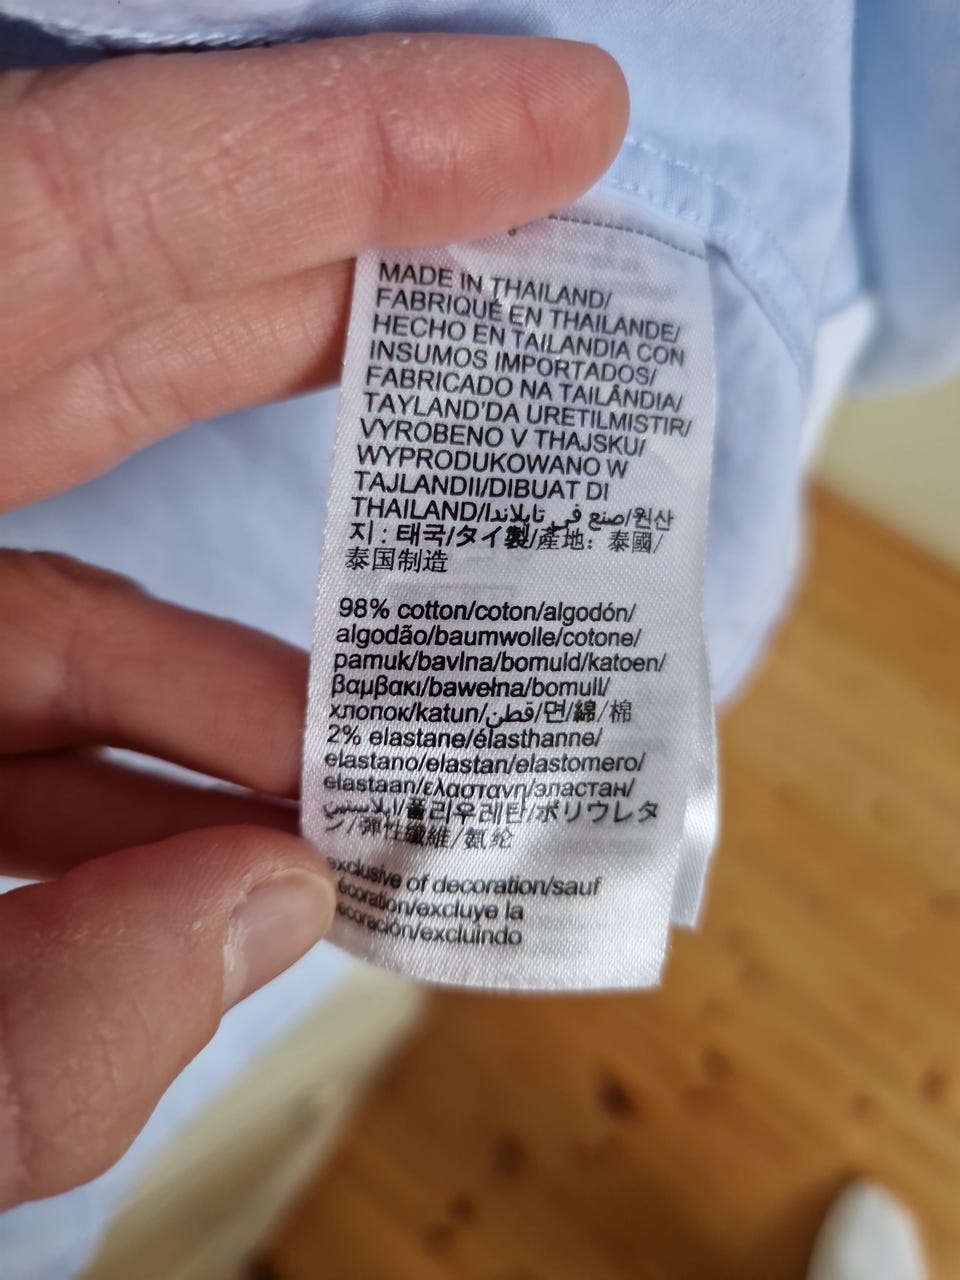 MADE IN THAILAND/
FABRIQUÉ EN THAILANDE/
HECHO EN TAILANDIA CON
INSUMOS IMPORTADOS/
FABRICADO NA TAILÂNDIA/
TAYLAND'DA URETILMISTIR/
VYROBENO V THAJSKU/
WYPRODUKOWANO W
TAJLANDII/DIBUAT DI
THAILAND/صنع في تايلاندا/원산
지 : 태국/タイ製/產地：泰國/
泰国制造
98% cotton/coton/algodón/
algodão/baumwolle/cotone/
pamuk/bavlna/bomuld/katoen/
βαμβακι/bawełna/bomull/
хлопок/katun/قطن/면/綿/棉
2% elastane/élasthanne/
elastano/elastan/elastomero/
elastaan/ελαστανη/эластан/
폴리우레탄/ポリウレタ
ン/彈性纖維/氨纶
exclusive of decoration/sauf
écoration/excluye la
ecoración/excluindo